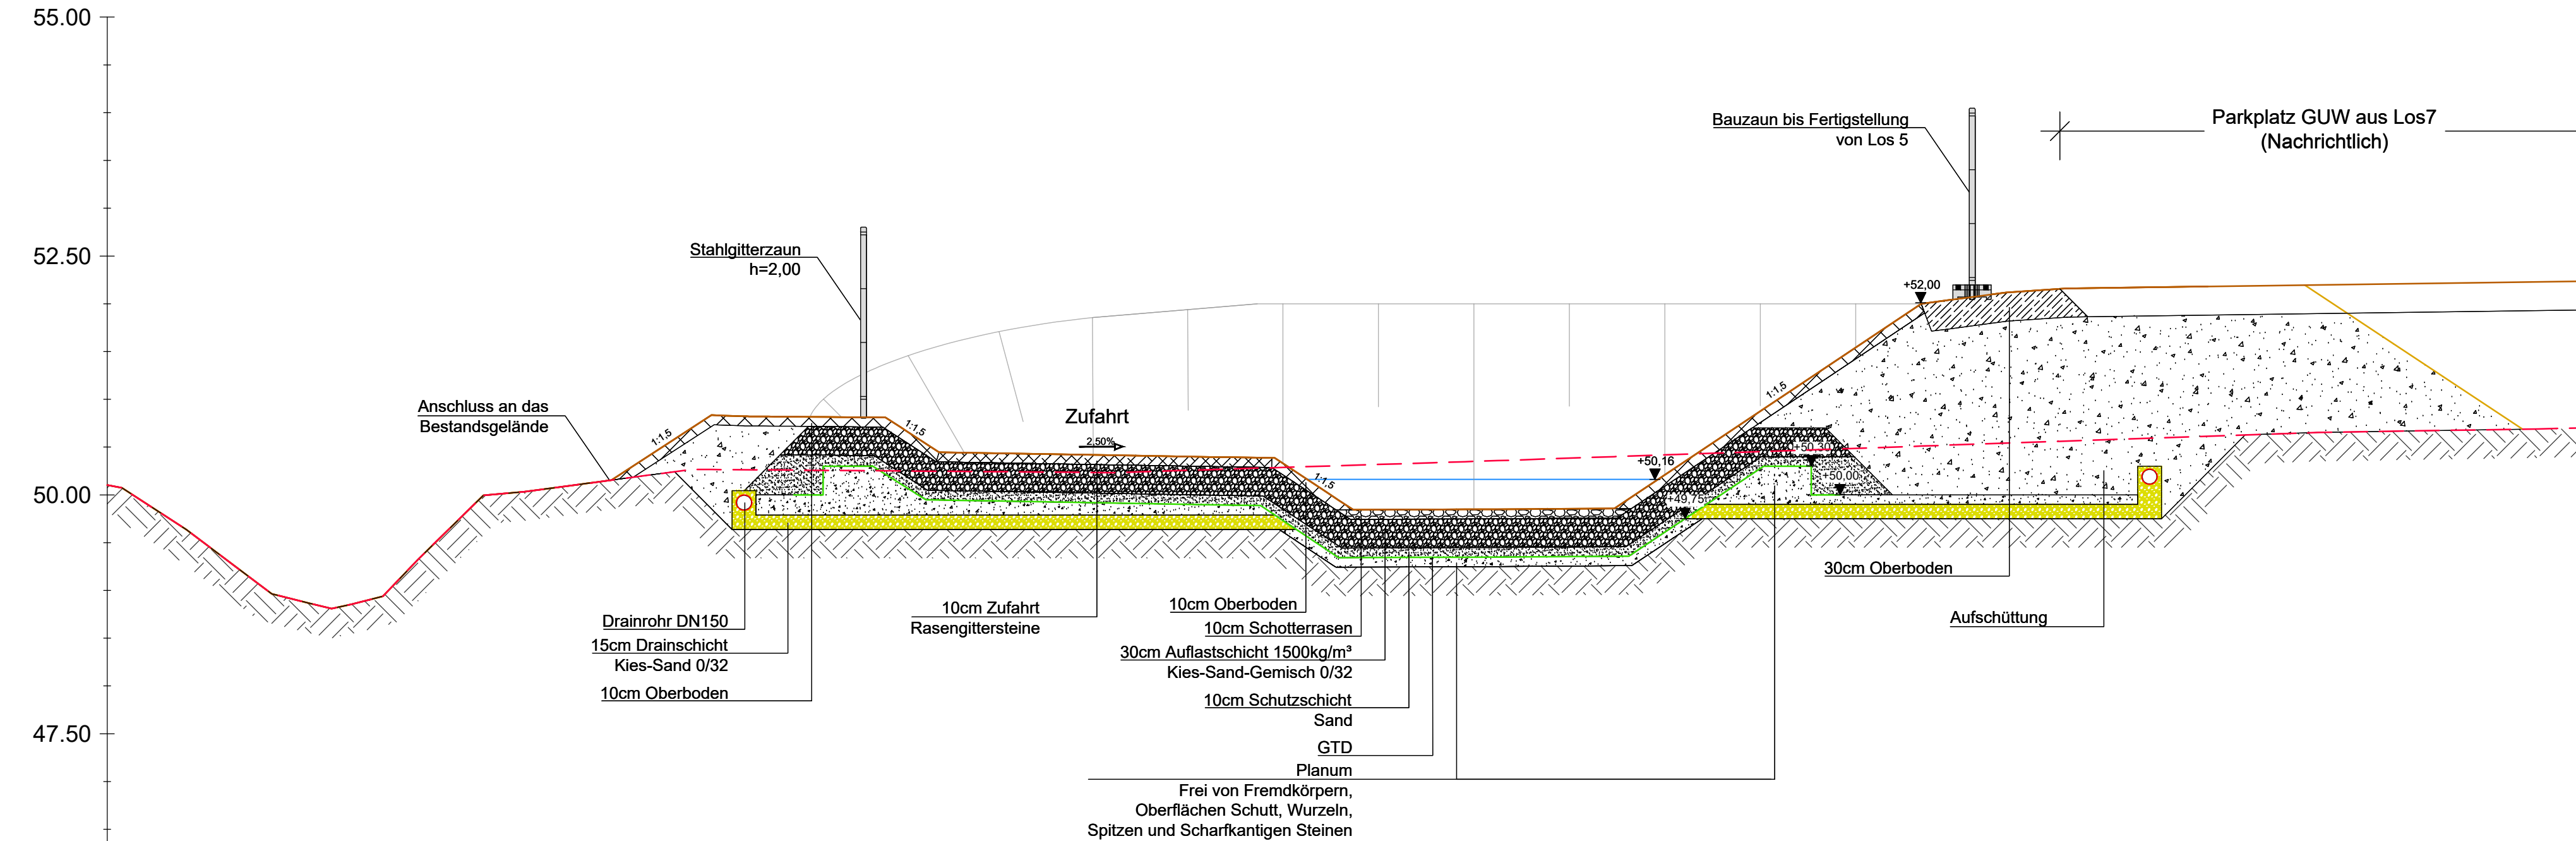 55.00
52.50
50.00
47.50
Bauzaun bis Fertigstellung
von Los 5
Parkplatz GUW aus Los7
(Nachrichtlich)
Stahlgitterzaun
h=2,00
+52,00
Anschluss an das
Bestandsgelände
1:1,5
1:1,5
Zufahrt
2,50%
1:1,5
1:1,5
+50,16
+50,30
+50,00
+49,75
30cm Oberboden
Aufschüttung
Drainrohr DN150
15cm Drainschicht
Kies-Sand 0/32
10cm Oberboden
10cm Zufahrt
Rasengittersteine
10cm Oberboden
10cm Schotterrasen
30cm Auflastschicht 1500kg/m³
Kies-Sand-Gemisch 0/32
10cm Schutzschicht
Sand
GTD
Planum
Frei von Fremdkörpern,
Oberflächen Schutt, Wurzeln,
Spitzen und Scharfkantigen Steinen